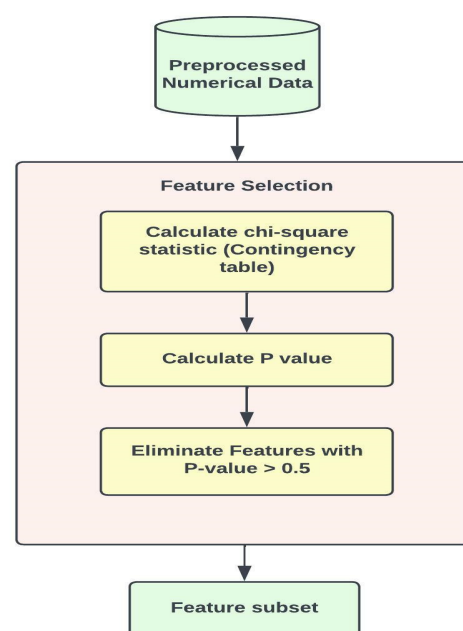 Preprocessed
Numerical Data
Feature Selection
Calculate chi-square
statistic (Contingency
table)
Calculate P value
Eliminate Features with
P-value > 0.5
Feature subset